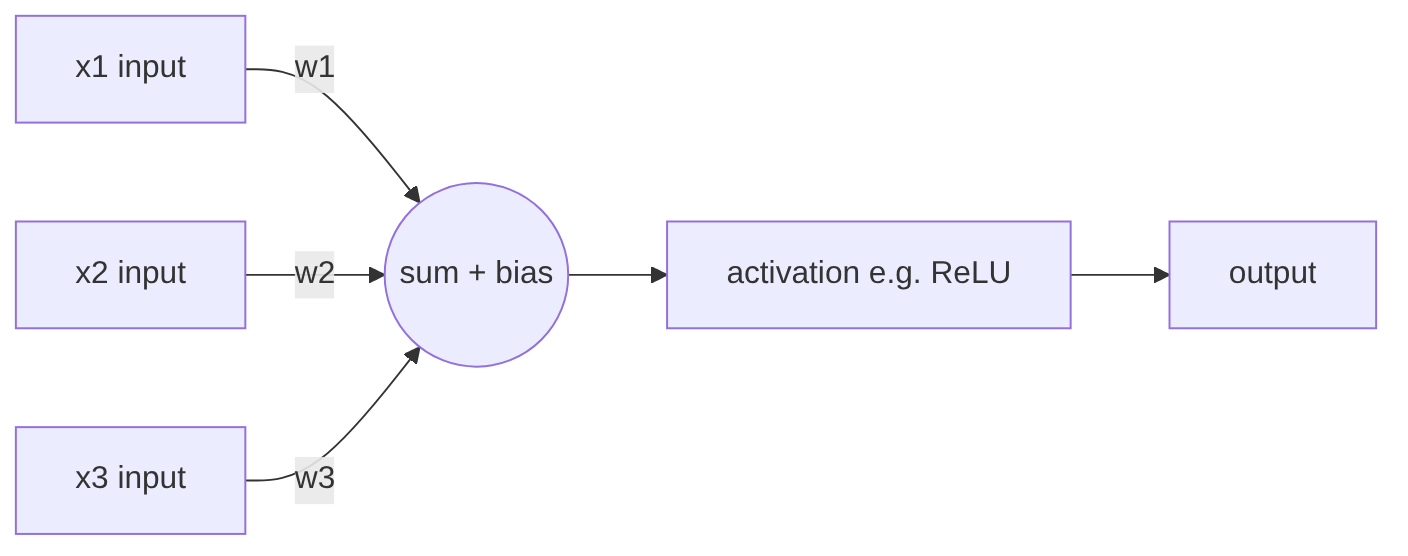 x1 input
w1
x2 input
w2
sum + bias
activation e.g. ReLU
output
x3 input
w3